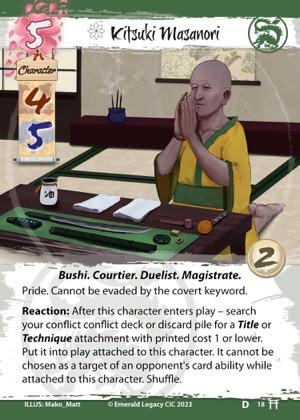 5
Kitsuki Masanori
Character
4
5
酒
2
Bushi. Courtier. Duelist. Magistrate.
Pride. Cannot be evaded by the covert keyword.
Reaction: After this character enters play – search
your conflict conflict deck or discard pile for a Title or
Technique attachment with printed cost 1 or lower.
Put it into play attached to this character. It cannot be
chosen as a target of an opponent's card ability while
attached to this character. Shuffle.
ILLUS: Mako_Matt
© Emerald Legacy CIC 2023
D 18